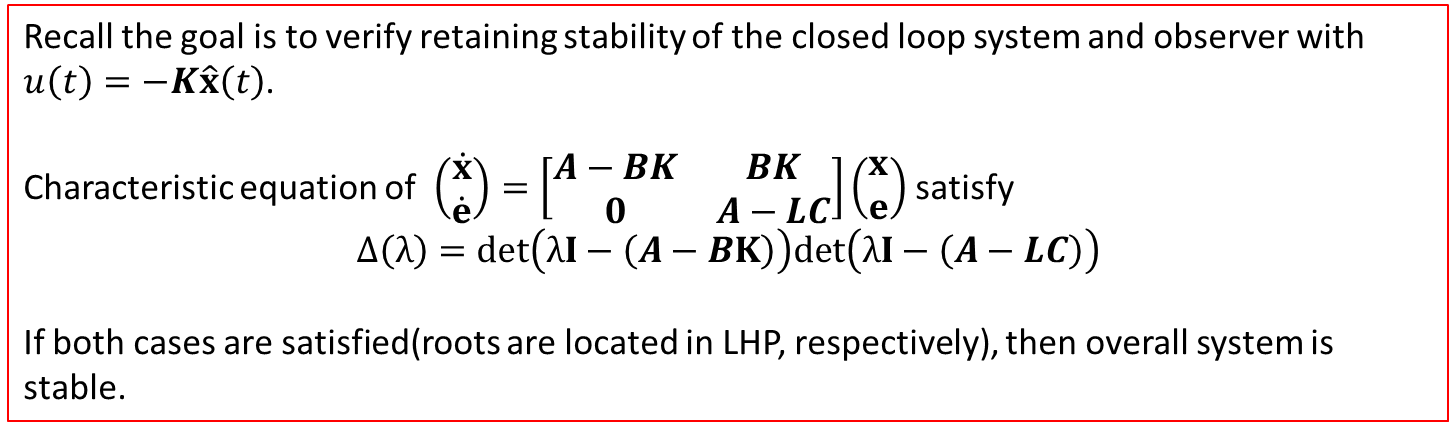 Recall the goal is to verify retaining stability of the closed loop system and observer with
u(t) = −Kx̂(t).
Characteristic equation of (ẋ ė) = [A − BK BK 0 A − LC] (x e) satisfy
Δ(λ) = det(λI − (A − BK))det(λI − (A − LC))
If both cases are satisfied(roots are located in LHP, respectively), then overall system is
stable.